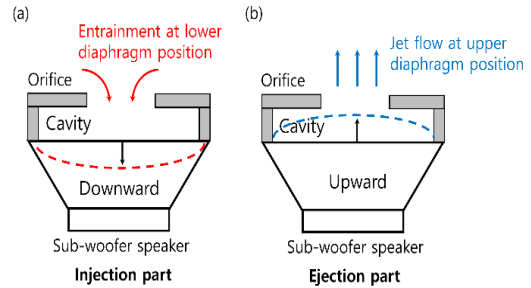 (a)
Entrainment at lower
diaphragm position
Orifice
Cavity
Downward
Sub-woofer speaker
Injection part
(b)
Jet flow at upper
diaphragm position
Orifice
Cavity
Upward
Sub-woofer speaker
Ejection part